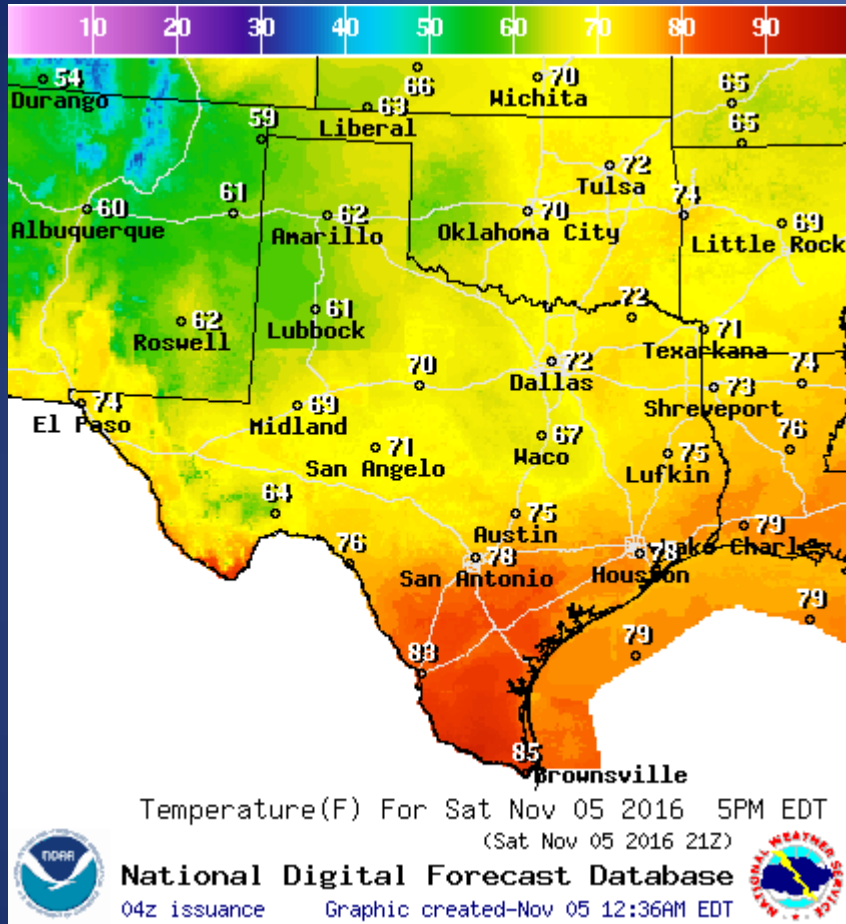 10 20 30 40 50 60 70 80 90
54
Durango
66
70
Wichita
65
63
Liberal
59
65
72
Tulsa
60
Albuquerque
61
62
Amarillo
70
Oklahoma City
74
69
Little Rock
62
Roswell
61
Lubbock
72
71
Texarkana
74
El Paso
69
Midland
70
72
Dallas
73
Shreveport
74
71
San Angelo
67
Waco
75
Lufkin
76
64
76
75
Austin
78
San Antonio
78
Houston
79
Lake Charles
83
79
79
85
Brownsville
Temperature(F) For Sat Nov 05 2016 5PM EDT
(Sat Nov 05 2016 21Z)
National Digital Forecast Database
04z issuance Graphic created-Nov 05 12:36AM EDT
NOAA
NATIONAL WEATHER SERVICE